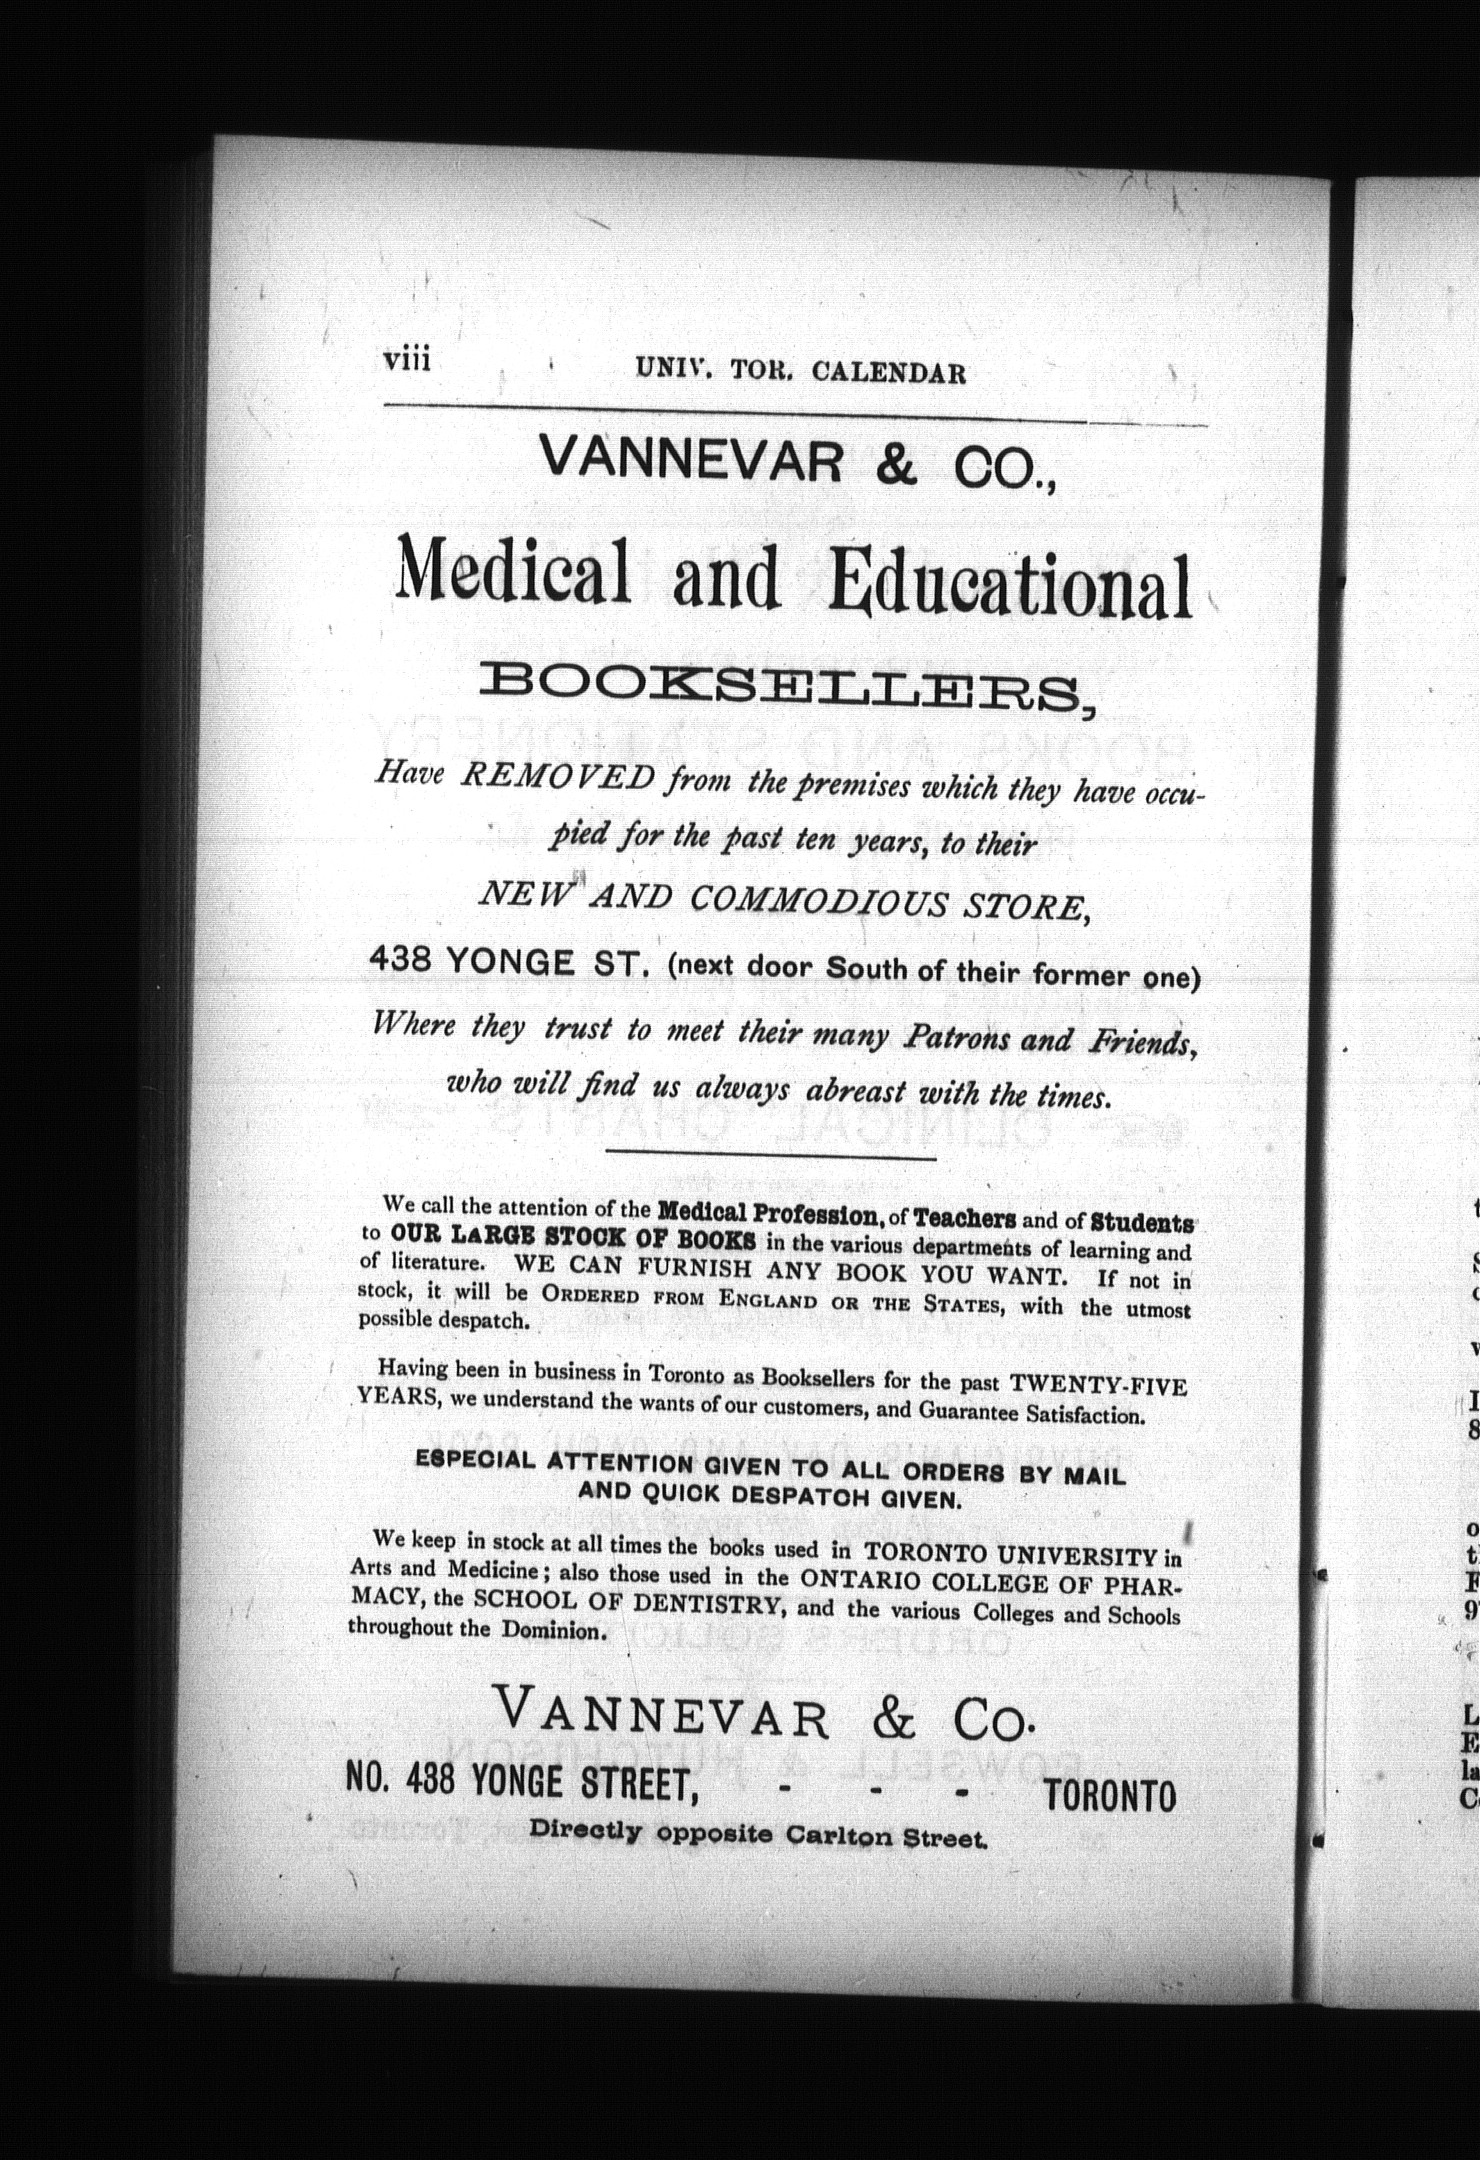 viii UNIV. TOR. CALENDAR
VANNEVAR & CO.,
Medical and Educational
BOOKSELLERS,
Have REMOVED from the premises which they have occu-
pied for the past ten years, to their
NEW AND COMMODIOUS STORE,
438 YONGE ST. (next door South of their former one)
Where they trust to meet their many Patrons and Friends,
who will find us always abreast with the times.
We call the attention of the Medical Profession, of Teachers and of Students
to OUR LARGE STOCK OF BOOKS in the various departments of learning and
of literature. WE CAN FURNISH ANY BOOK YOU WANT. If not in
stock, it will be ORDERED FROM ENGLAND OR THE STATES, with the utmost
possible despatch.
Having been in business in Toronto as Booksellers for the past TWENTY-FIVE
YEARS, we understand the wants of our customers, and Guarantee Satisfaction.
ESPECIAL ATTENTION GIVEN TO ALL ORDERS BY MAIL
AND QUICK DESPATCH GIVEN.
We keep in stock at all times the books used in TORONTO UNIVERSITY in
Arts and Medicine; also those used in the ONTARIO COLLEGE OF PHAR-
MACY, the SCHOOL OF DENTISTRY, and the various Colleges and Schools
throughout the Dominion.
VANNEVAR & CO.
NO. 438 YONGE STREET, - - - TORONTO
Directly opposite Carlton Street.